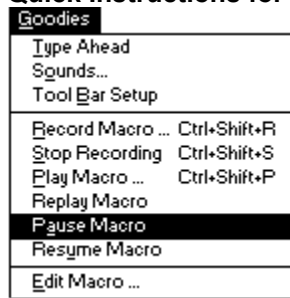 Quick Instructions for
Goodies
Type Ahead
Sounds...
Tool Bar Setup
Record Macro ... Ctrl+Shift+R
Stop Recording Ctrl+Shift+S
Play Macro ... Ctrl+Shift+P
Replay Macro
Pause Macro
Resume Macro
Edit Macro ...